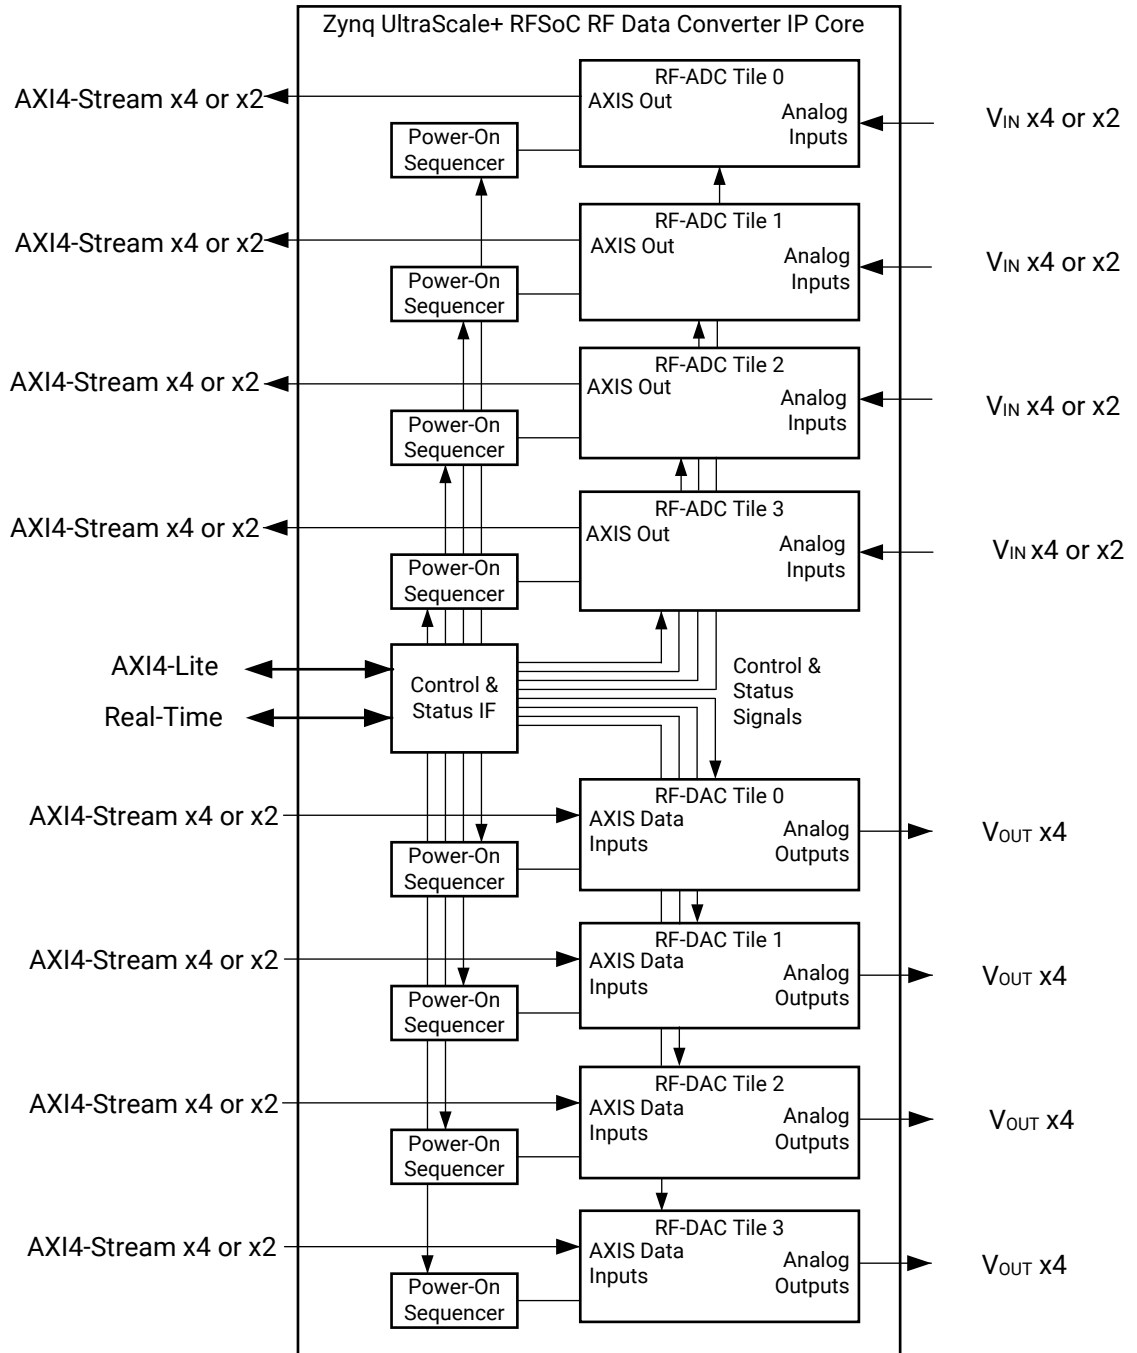 Zynq UltraScale+ RFSoC RF Data Converter IP Core
RF-ADC Tile 0
AXI4-Stream x4 or x2
AXIS Out
Analog
Inputs
VIN x4 or x2
Power-On
Sequencer
RF-ADC Tile 1
AXI4-Stream x4 or x2
AXIS Out
Analog
Inputs
VIN x4 or x2
Power-On
Sequencer
RF-ADC Tile 2
AXI4-Stream x4 or x2
AXIS Out
Analog
Inputs
VIN x4 or x2
Power-On
Sequencer
RF-ADC Tile 3
AXI4-Stream x4 or x2
AXIS Out
Analog
Inputs
VIN x4 or x2
Power-On
Sequencer
AXI4-Lite
Real-Time
Control &
Status IF
Control &
Status
Signals
RF-DAC Tile 0
AXI4-Stream x4 or x2
AXIS Data
Inputs
Analog
Outputs
VOUT x4
Power-On
Sequencer
RF-DAC Tile 1
AXI4-Stream x4 or x2
AXIS Data
Inputs
Analog
Outputs
VOUT x4
Power-On
Sequencer
RF-DAC Tile 2
AXI4-Stream x4 or x2
AXIS Data
Inputs
Analog
Outputs
VOUT x4
Power-On
Sequencer
RF-DAC Tile 3
AXI4-Stream x4 or x2
AXIS Data
Inputs
Analog
Outputs
VOUT x4
Power-On
Sequencer